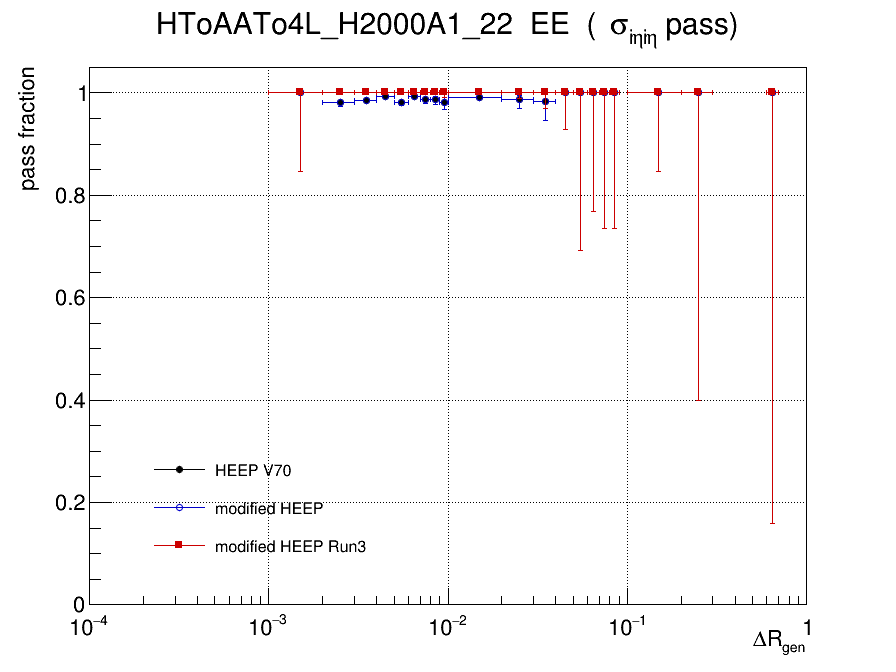 HToAATo4L_H2000A1_22 EE ( σiηiη pass)
pass fraction
1
0.8
0.6
0.4
0.2
0
HEEP V70
modified HEEP
modified HEEP Run3
10−4
10−3
10−2
10−1
1
ΔRgen